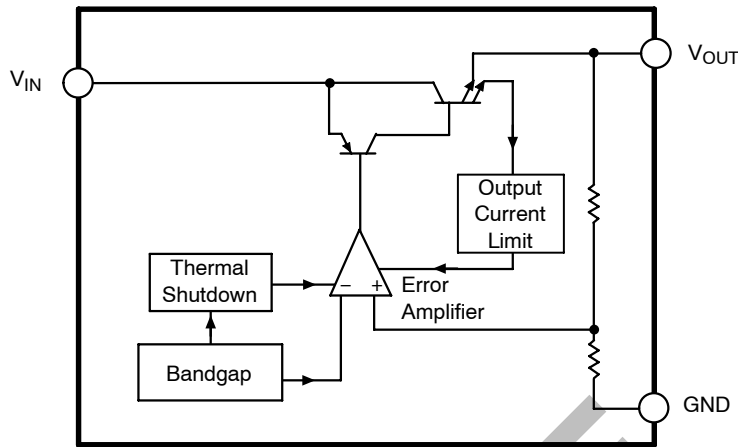 V_IN
V_OUT
Output
Current
Limit
Thermal
Shutdown
− +
Error
Amplifier
Bandgap
GND